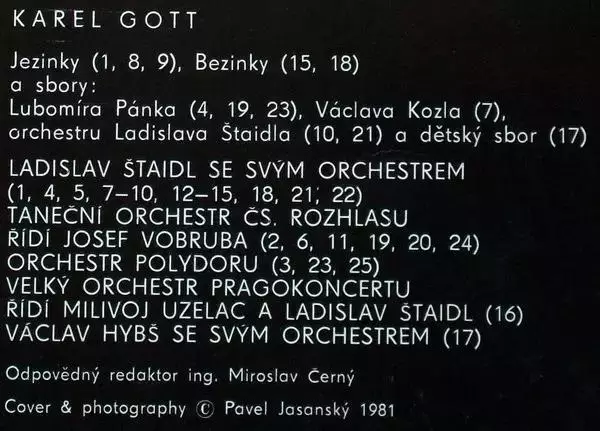 KAREL GOTT
Jezinky (1, 8, 9), Bezinky (15, 18)
a sbory:
Lubomíra Pánka (4, 19, 23), Václava Kozla (7),
orchestru Ladislava Štaidla (10, 21) a dětský sbor (17)
LADISLAV ŠTAIDL SE SVÝM ORCHESTREM
(1, 4, 5, 7–10, 12–15, 18, 21, 22)
TANEČNÍ ORCHESTR ČS. ROZHLASU
ŘÍDÍ JOSEF VOBRUBA (2, 6, 11, 19, 20, 24)
ORCHESTR POLYDORU (3, 23, 25)
VELKÝ ORCHESTR PRAGOKONCERTU
ŘÍDÍ MILIVOJ UZELAC A LADISLAV ŠTAIDL (16)
VÁCLAV HYBŠ SE SVÝM ORCHESTREM (17)
Odpovědný redaktor ing. Miroslav Černý
Cover & photography © Pavel Jasanský 1981